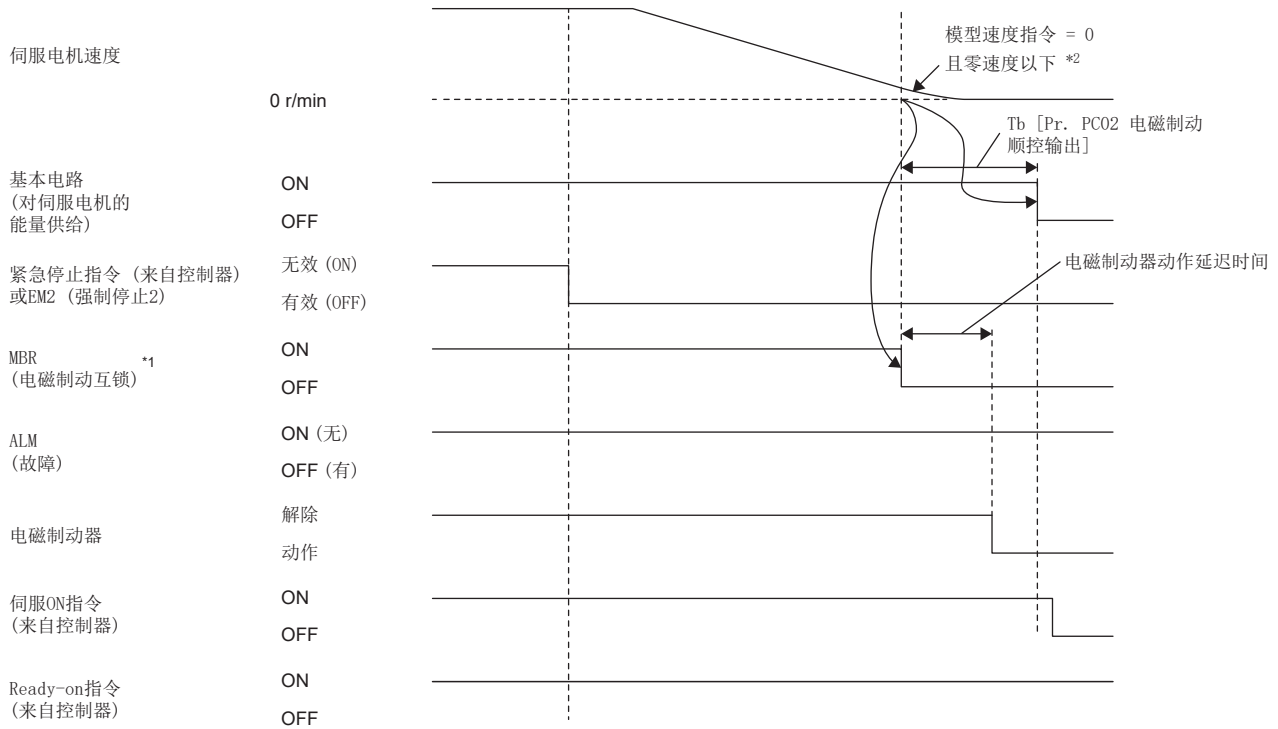 模型速度指令 = 0
且零速度以下 *2
伺服电机速度
0 r/min
Tb [Pr. PC02 电磁制动
顺控输出]
基本电路
(对伺服电机的
能量供给)
ON
OFF
紧急停止指令 (来自控制器)
或EM2 (强制停止2)
无效 (ON)
有效 (OFF)
电磁制动器动作延迟时间
MBR
(电磁制动互锁) *1
ON
OFF
ALM
(故障)
ON (无)
OFF (有)
电磁制动器
解除
动作
伺服ON指令
(来自控制器)
ON
OFF
Ready-on指令
(来自控制器)
ON
OFF